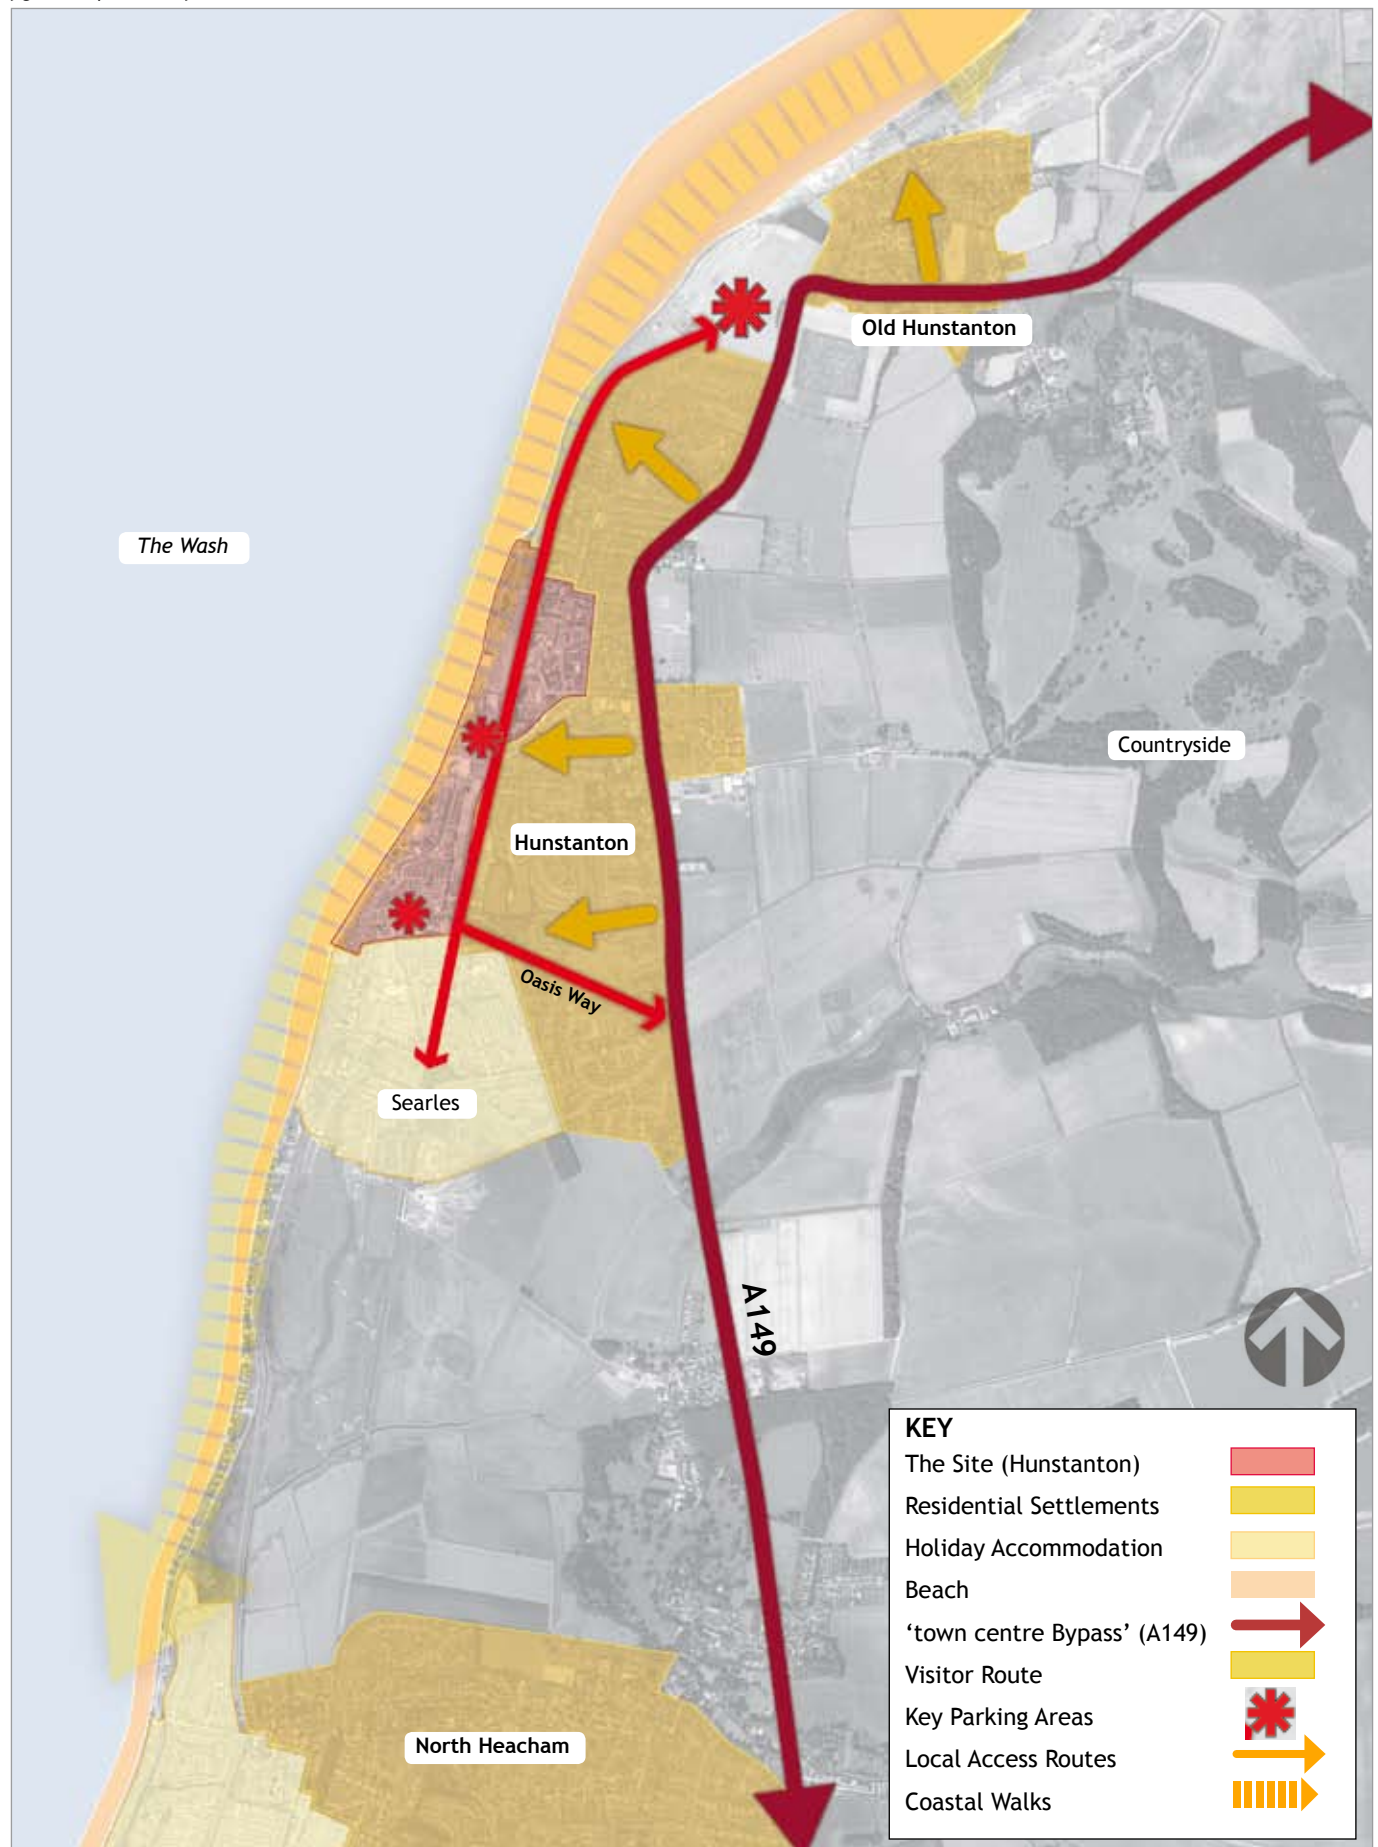 Old Hunstanton
The Wash
Countryside
Hunstanton
Oasis Way
Searles
A149
North Heacham
KEY
The Site (Hunstanton)
Residential Settlements
Holiday Accommodation
Beach
‘town centre Bypass’ (A149)
Visitor Route
Key Parking Areas
Local Access Routes
Coastal Walks